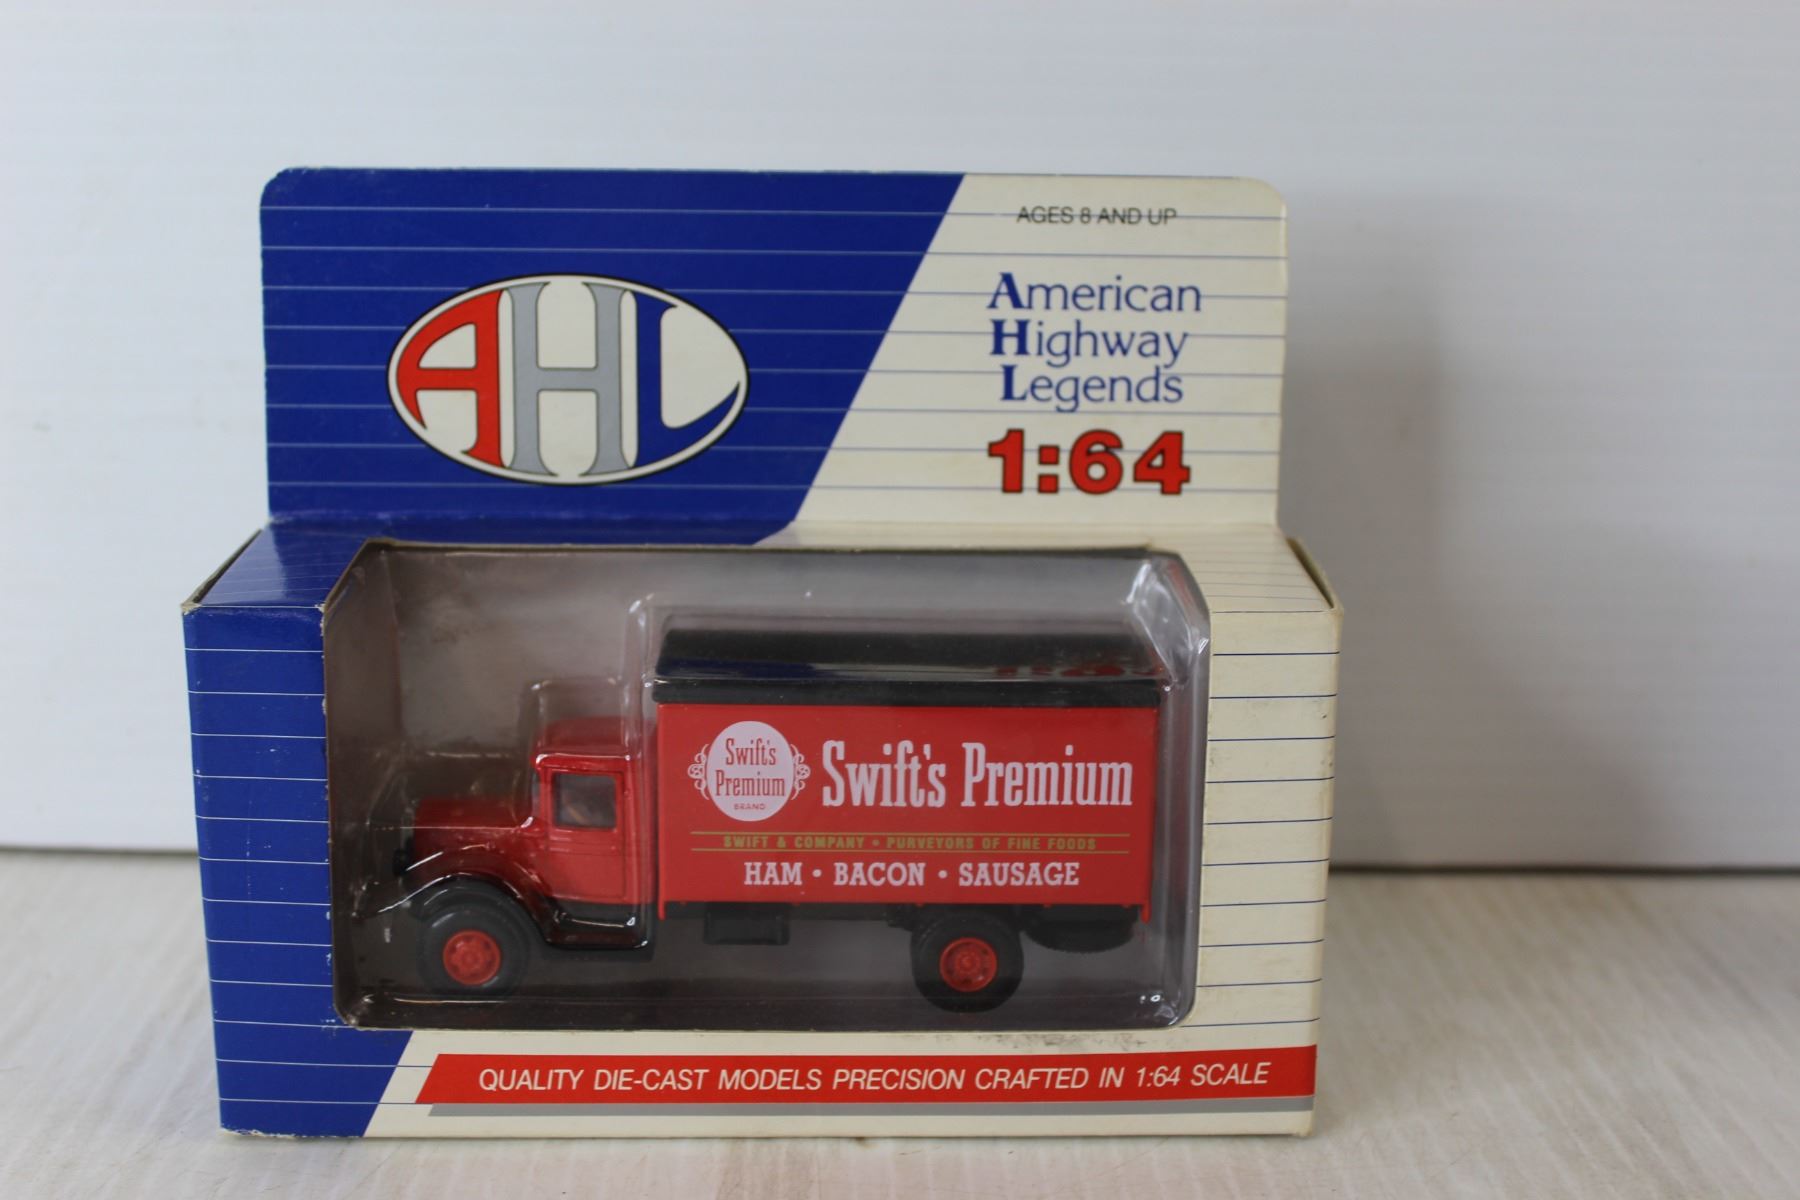 AGES 8 AND UP
AHL
American
Highway
Legends
1:64
Swift's
Premium
BRAND
Swift's Premium
SWIFT & COMPANY • PURVEYORS OF FINE FOODS
HAM • BACON • SAUSAGE
QUALITY DIE-CAST MODELS PRECISION CRAFTED IN 1:64 SCALE